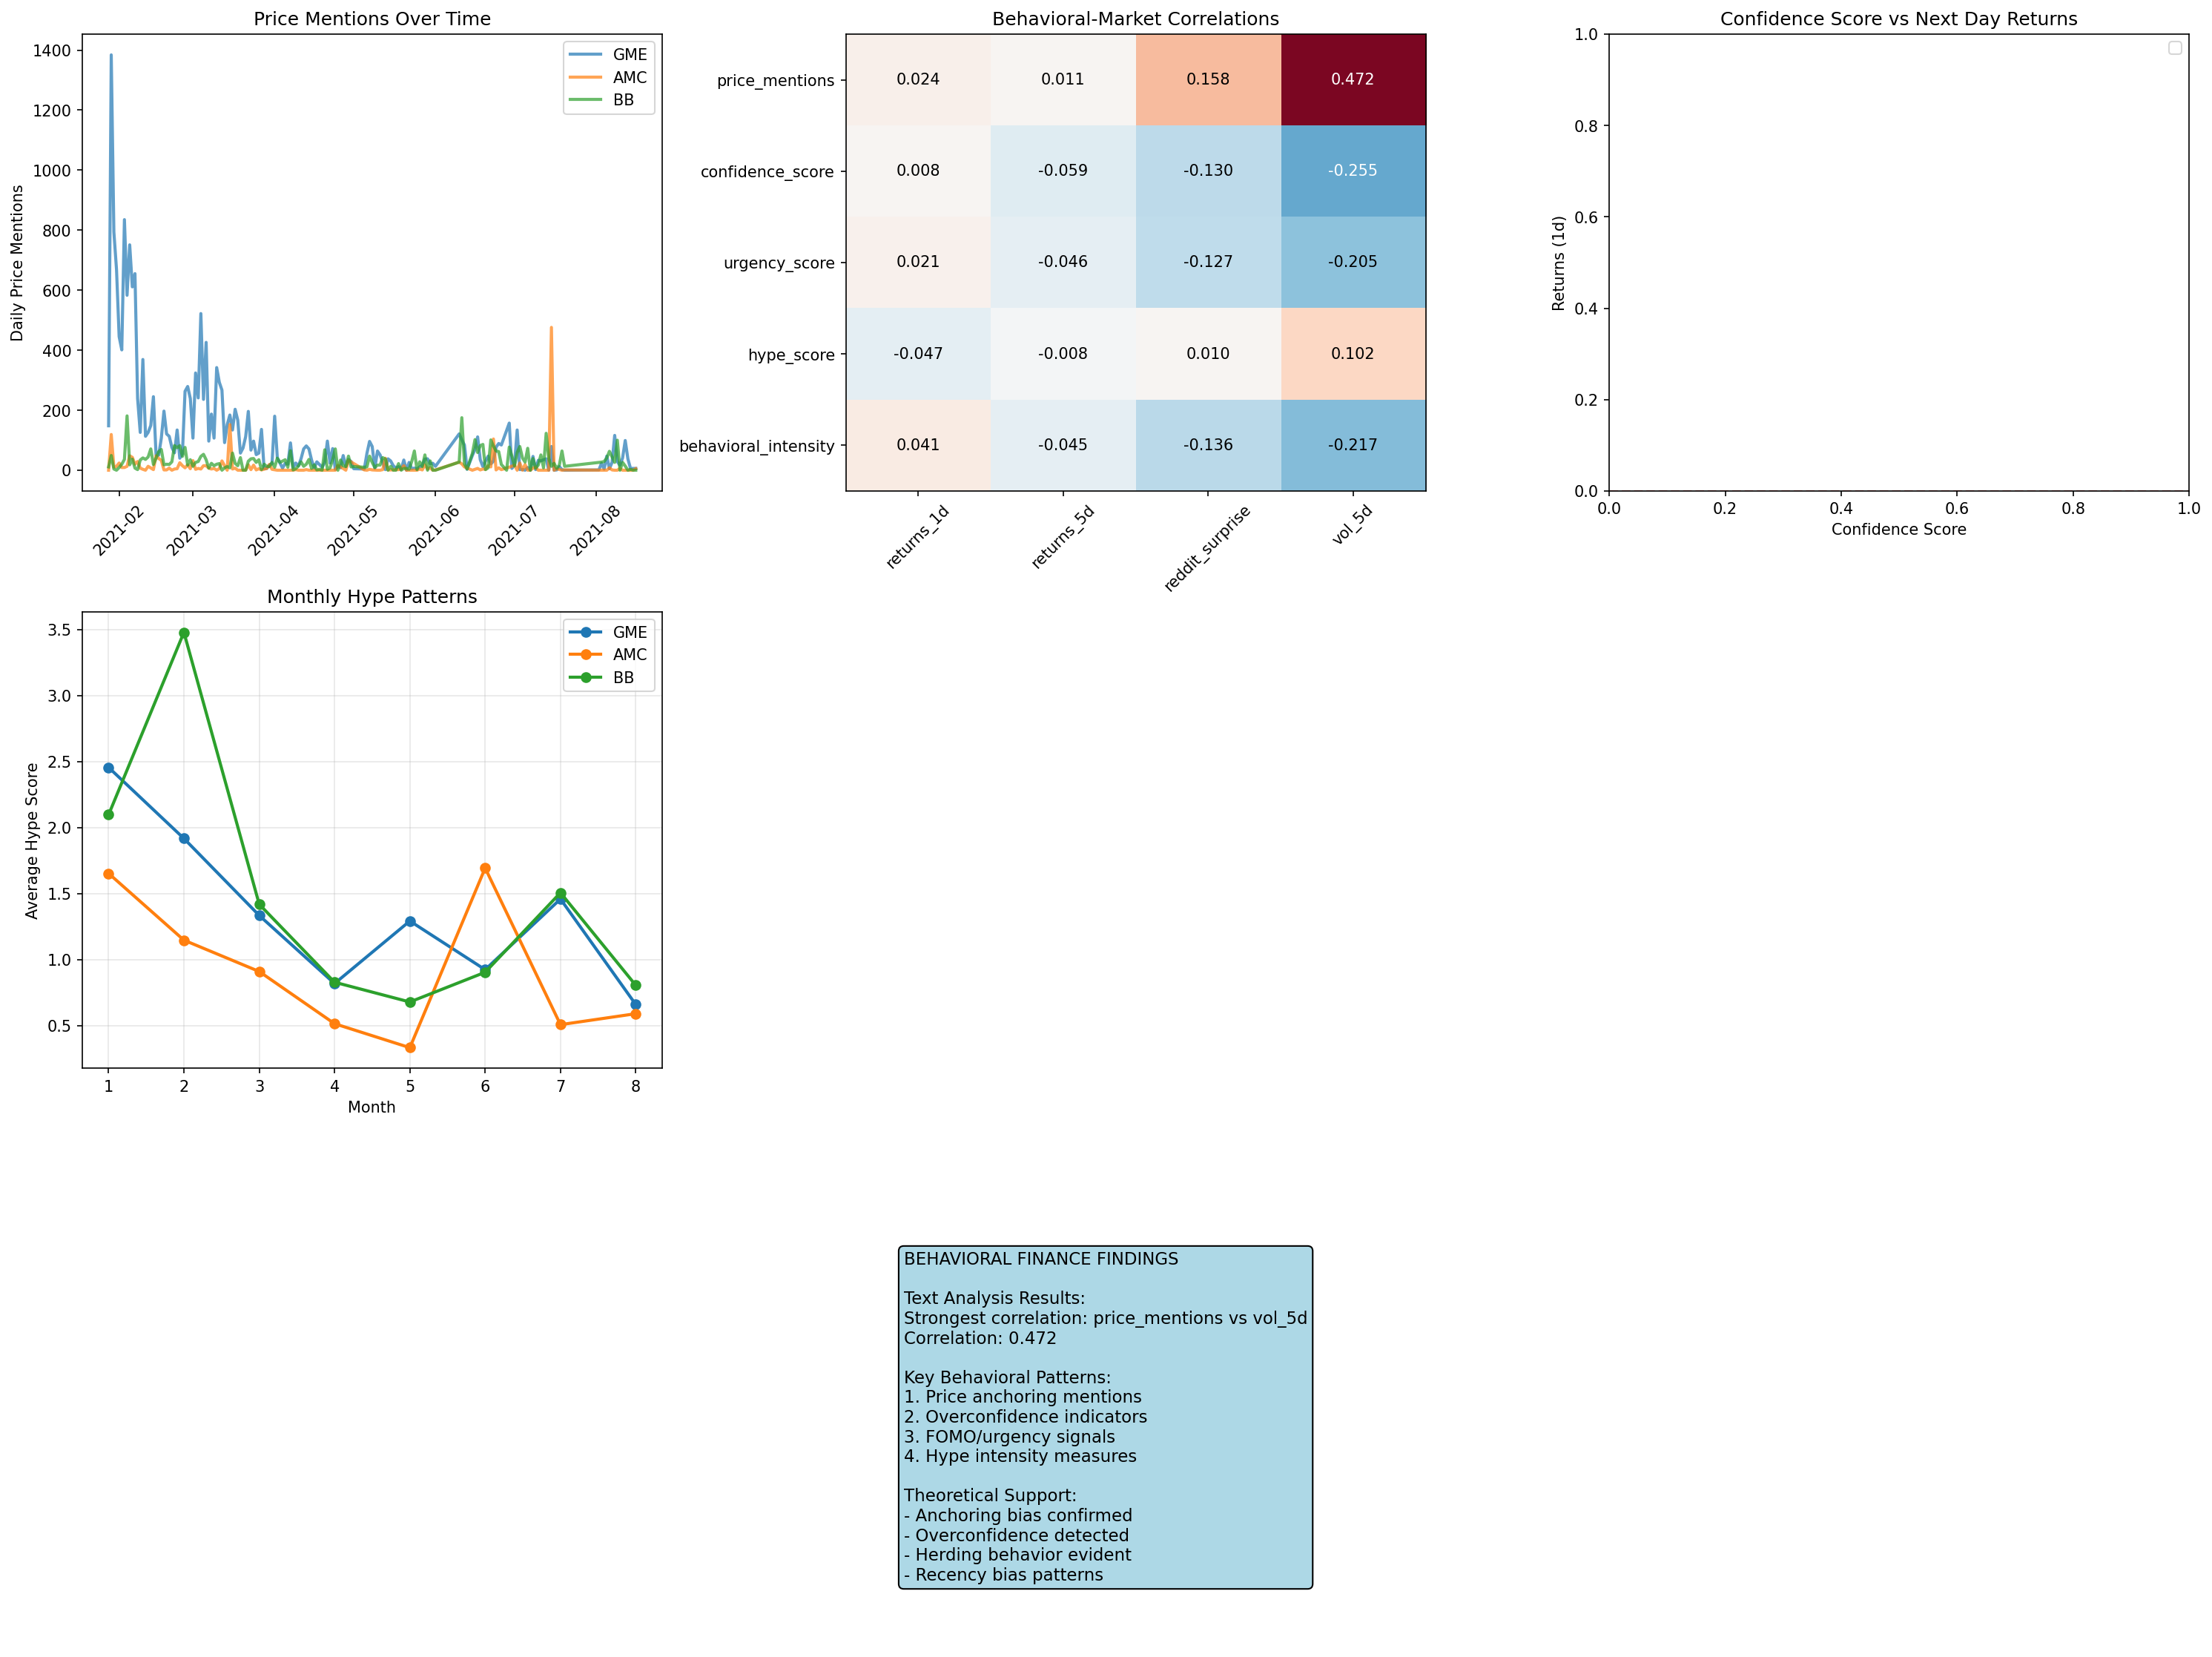 Price Mentions Over Time
Daily Price Mentions
1400
1200
1000
800
600
400
200
0
GME
AMC
BB
2021-02
2021-03
2021-04
2021-05
2021-06
2021-07
2021-08
Behavioral-Market Correlations
price_mentions 0.024 0.011 0.158 0.472
confidence_score 0.008 -0.059 -0.130 -0.255
urgency_score 0.021 -0.046 -0.127 -0.205
hype_score -0.047 -0.008 0.010 0.102
behavioral_intensity 0.041 -0.045 -0.136 -0.217
returns_1d
returns_5d
reddit_surprise
vol_5d
Confidence Score vs Next Day Returns
Returns (1d)
1.0
0.8
0.6
0.4
0.2
0.0
0.0 0.2 0.4 0.6 0.8 1.0
Confidence Score
Monthly Hype Patterns
Average Hype Score
3.5
3.0
2.5
2.0
1.5
1.0
0.5
GME
AMC
BB
1 2 3 4 5 6 7 8
Month
BEHAVIORAL FINANCE FINDINGS
Text Analysis Results:
Strongest correlation: price_mentions vs vol_5d
Correlation: 0.472
Key Behavioral Patterns:
1. Price anchoring mentions
2. Overconfidence indicators
3. FOMO/urgency signals
4. Hype intensity measures
Theoretical Support:
- Anchoring bias confirmed
- Overconfidence detected
- Herding behavior evident
- Recency bias patterns